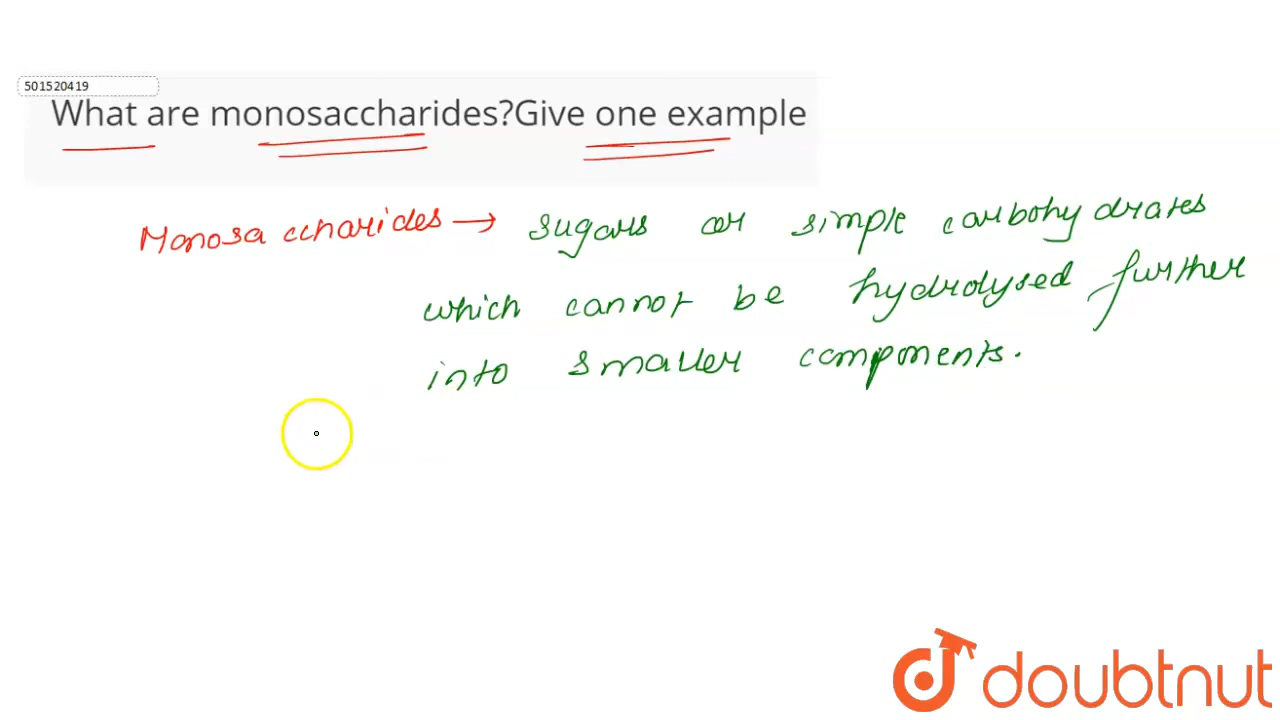 501520419
What are monosaccharides?Give one example
Monosaccharides → sugars or simple carbohydrates
which cannot be hydrolysed further
into smaller components.
doubtnut